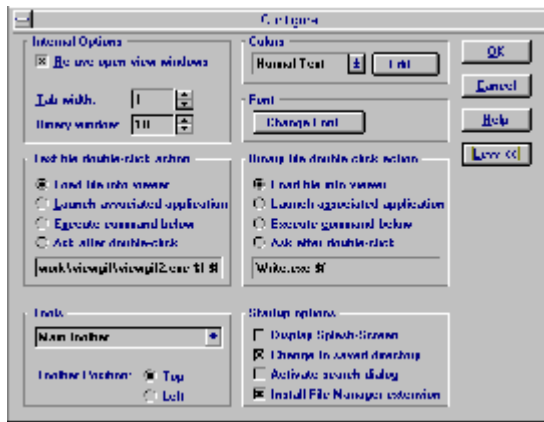 Configure
Internal Options
Re-use open view windows
Tab width:
Binary window:
Colors
Normal Text
Edit
Font
Change Font
OK
Cancel
Help
Less <<
Text file double-click action
Load file into viewer
Launch associated application
Execute command below
Ask after double-click
Binary file double click action
Load file into viewer
Launch associated application
Execute command below
Ask after double-click
Write.exe
Tools
Main toolbar
Toolbar Position:
Top
Left
Startup options
Display Splash-Screen
Change to saved directory
Activate search dialog
Install File Manager extension